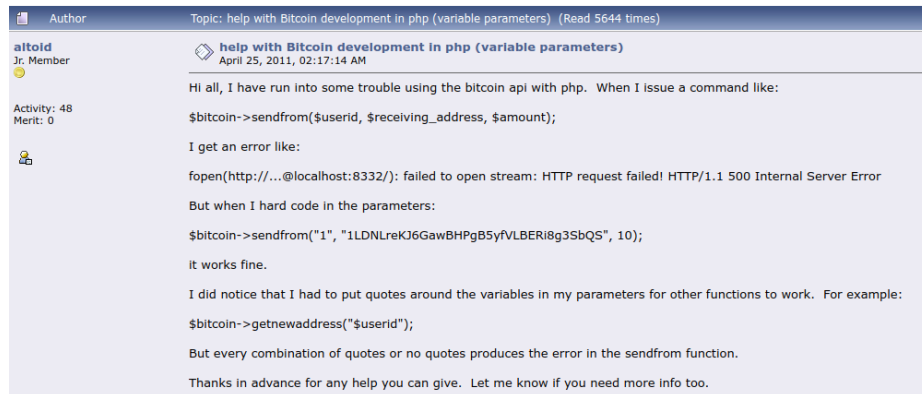 Author Topic: help with Bitcoin development in php (variable parameters) (Read 5644 times)
altoid
Jr. Member
Activity: 48
Merit: 0
help with Bitcoin development in php (variable parameters)
April 25, 2011, 02:17:14 AM
Hi all, I have run into some trouble using the bitcoin api with php. When I issue a command like:
$bitcoin->sendfrom($userid, $receiving_address, $amount);
I get an error like:
fopen(http://...@localhost:8332/): failed to open stream: HTTP request failed! HTTP/1.1 500 Internal Server Error
But when I hard code in the parameters:
$bitcoin->sendfrom("1", "1LDNLreKJ6GawBHPgB5yfVLBERi8g3SbQS", 10);
it works fine.
I did notice that I had to put quotes around the variables in my parameters for other functions to work. For example:
$bitcoin->getnewaddress("$userid");
But every combination of quotes or no quotes produces the error in the sendfrom function.
Thanks in advance for any help you can give. Let me know if you need more info too.